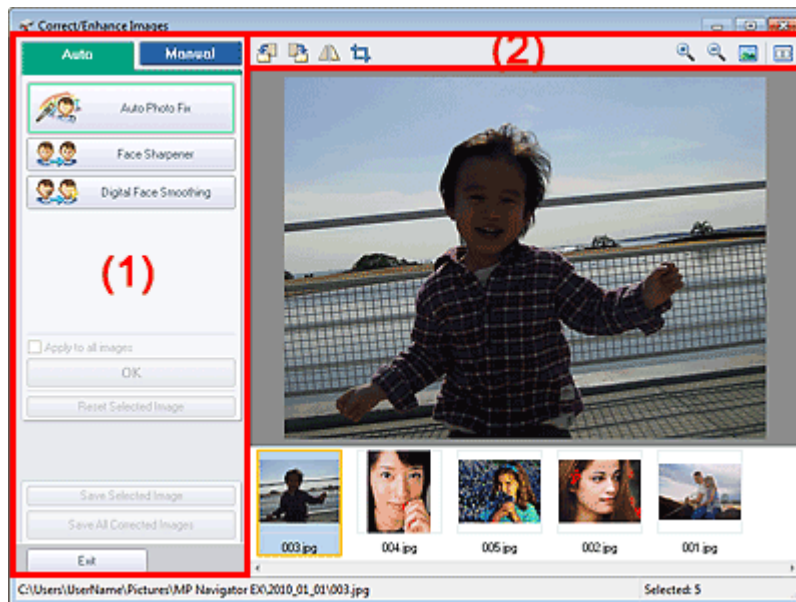 Correct/Enhance Images
Auto
Manual
(2)
Auto Photo Fix
Face Sharpener
Digital Face Smoothing
(1)
Apply to all images
OK
Reset Selected Image
Save Selected Image
Save All Corrected Images
Exit
003.jpg
004.jpg
005.jpg
002.jpg
001.jpg
C:\Users\UserName\Pictures\MP Navigator EX\2010_01_01\003.jpg
Selected: 5